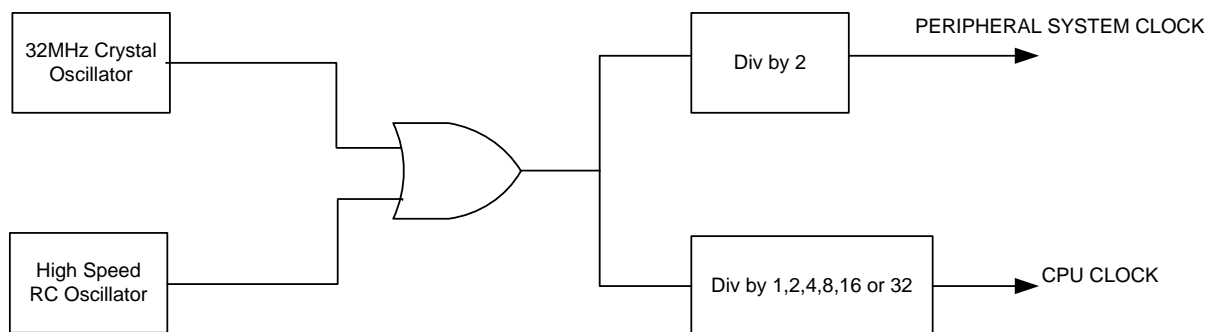 32MHz Crystal
Oscillator
Div by 2
PERIPHERAL SYSTEM CLOCK
High Speed
RC Oscillator
Div by 1,2,4,8,16 or 32
CPU CLOCK